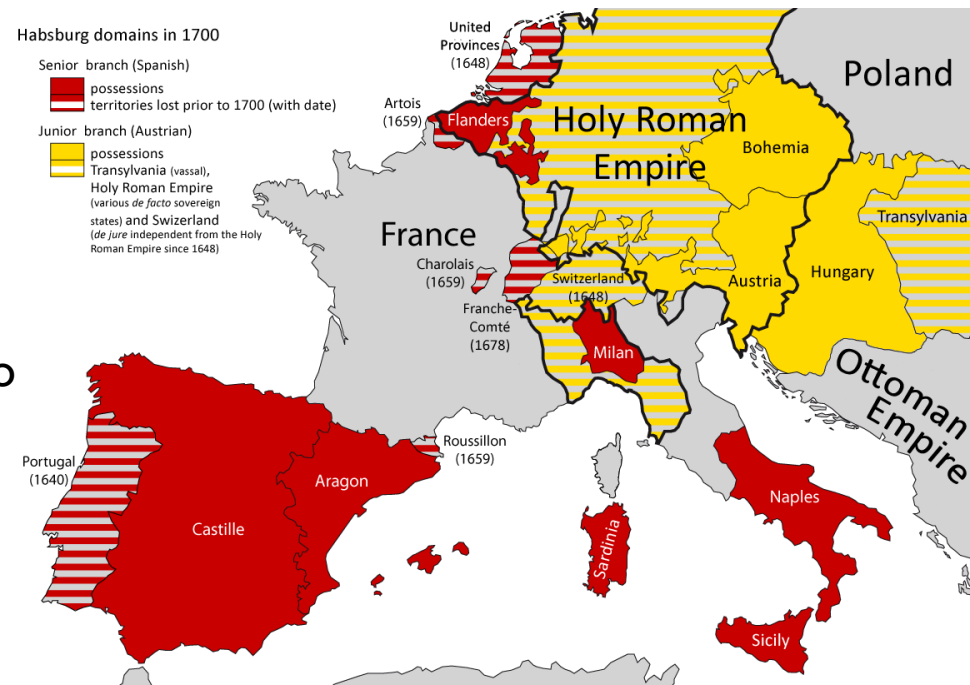 Habsburg domains in 1700
Senior branch (Spanish)
possessions
territories lost prior to 1700 (with date)
Junior branch (Austrian)
possessions
Transylvania (vassal),
Holy Roman Empire
(various de facto sovereign
states) and Swizerland
(de jure independent from the Holy
Roman Empire since 1648)
United
Provinces
(1648)
Artois
(1659)
Flanders
Holy Roman
Empire
Poland
Bohemia
Transylvania
France
Charolais
(1659)
Switzerland
(1648)
Austria
Hungary
Franche-
Comté
(1678)
Milan
Ottoman
Empire
o
Portugal
(1640)
Roussillon
(1659)
Aragon
Castille
Naples
Sardinia
Sicily